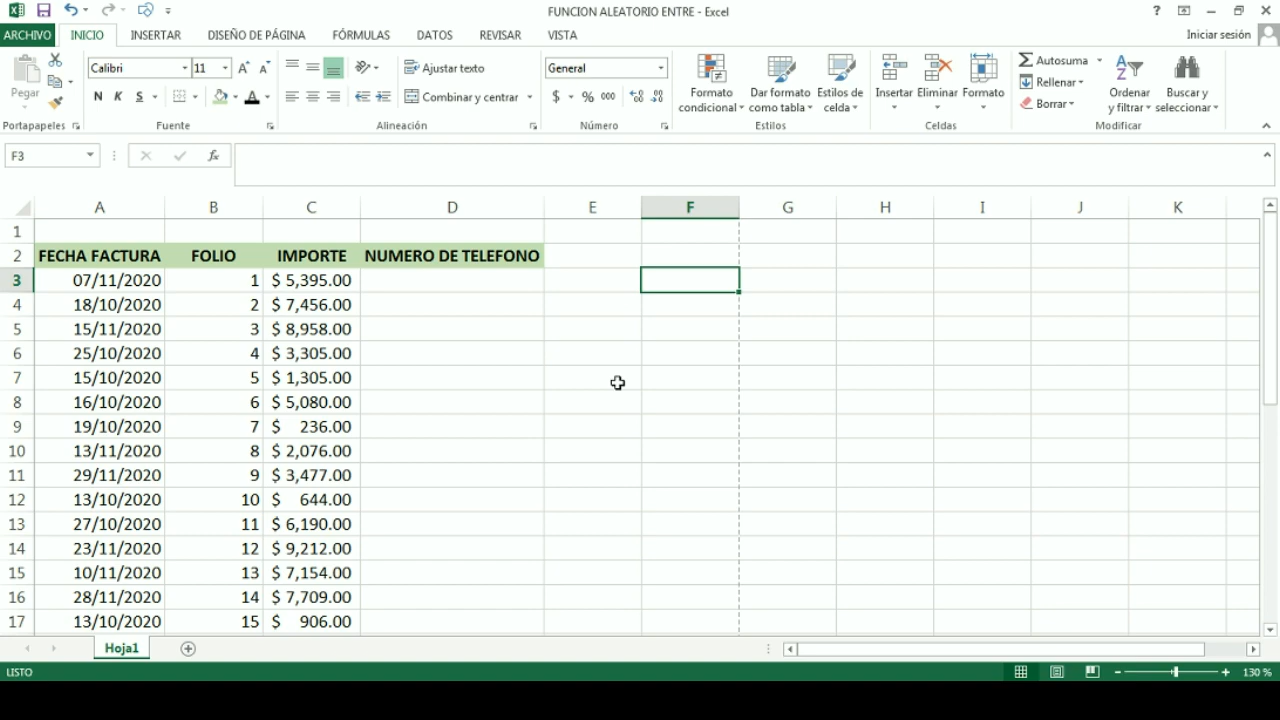 FUNCION ALEATORIO ENTRE - Excel
ARCHIVO INICIO INSERTAR DISEÑO DE PÁGINA FÓRMULAS DATOS REVISAR VISTA Iniciar sesión
Calibri 11 Ajustar texto General Autosuma
Pegar N K S Combinar y centrar $ % 000 Formato condicional Dar formato como tabla Estilos de celda Insertar Eliminar Formato Rellenar Borrar Ordenar y filtrar Buscar y seleccionar
Portapapeles Fuente Alineación Número Estilos Celdas Modificar
F3 fx
A B C D E F G H I J K
1
2 FECHA FACTURA FOLIO IMPORTE NUMERO DE TELEFONO
3 07/11/2020 1 $ 5,395.00
4 18/10/2020 2 $ 7,456.00
5 15/11/2020 3 $ 8,958.00
6 25/10/2020 4 $ 3,305.00
7 15/10/2020 5 $ 1,305.00
8 16/10/2020 6 $ 5,080.00
9 19/10/2020 7 $ 236.00
10 13/11/2020 8 $ 2,076.00
11 29/11/2020 9 $ 3,477.00
12 13/10/2020 10 $ 644.00
13 27/10/2020 11 $ 6,190.00
14 23/11/2020 12 $ 9,212.00
15 10/11/2020 13 $ 7,154.00
16 28/11/2020 14 $ 7,709.00
17 13/10/2020 15 $ 906.00
Hoja1
LISTO 130 %